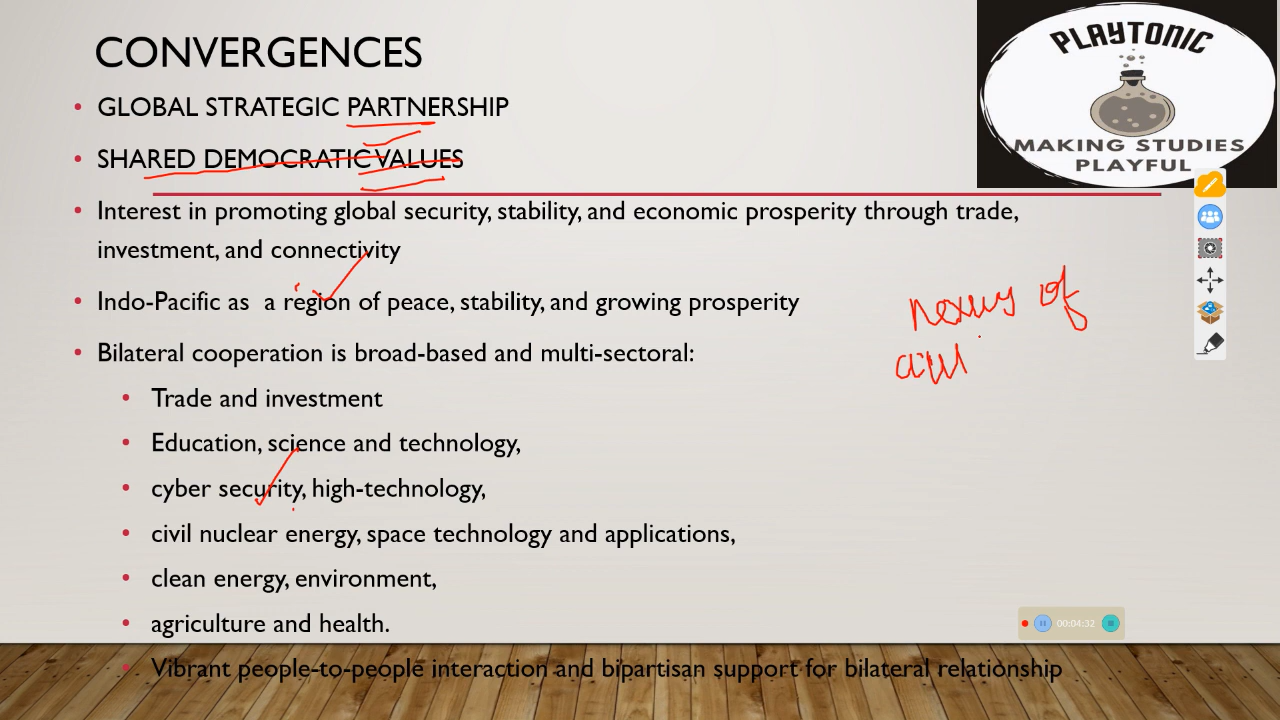 CONVERGENCES
PLAYTONIC
MAKING STUDIES
PLAYFUL
• GLOBAL STRATEGIC PARTNERSHIP
• SHARED DEMOCRATIC VALUES
• Interest in promoting global security, stability, and economic prosperity through trade,
investment, and connectivity
• Indo-Pacific as a region of peace, stability, and growing prosperity
nexus of
• Bilateral cooperation is broad-based and multi-sectoral:
• Trade and investment
• Education, science and technology,
• cyber security, high-technology,
• civil nuclear energy, space technology and applications,
• clean energy, environment,
• agriculture and health.
00:04:32
• Vibrant people-to-people interaction and bipartisan support for bilateral relationship